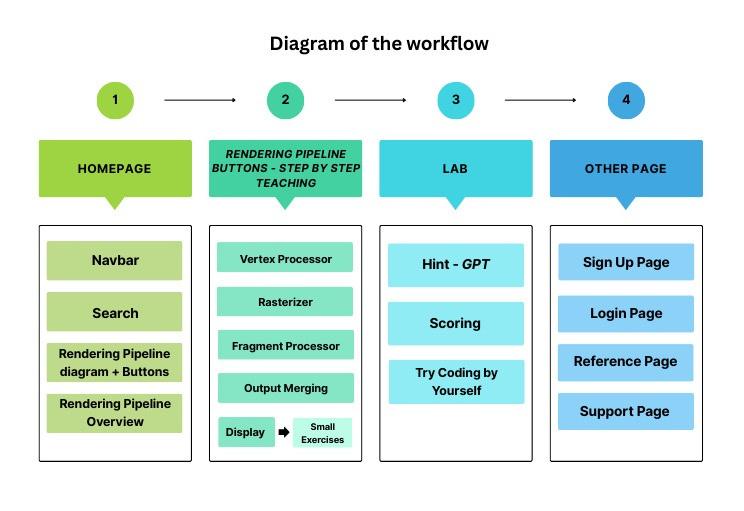 Diagram of the workflow
1
2
3
4
HOMEPAGE
RENDERING PIPELINE
BUTTONS - STEP BY STEP
TEACHING
LAB
OTHER PAGE
Navbar
Search
Rendering Pipeline
diagram + Buttons
Rendering Pipeline
Overview
Vertex Processor
Rasterizer
Fragment Processor
Output Merging
Display
Small
Exercises
Hint - GPT
Scoring
Try Coding by
Yourself
Sign Up Page
Login Page
Reference Page
Support Page